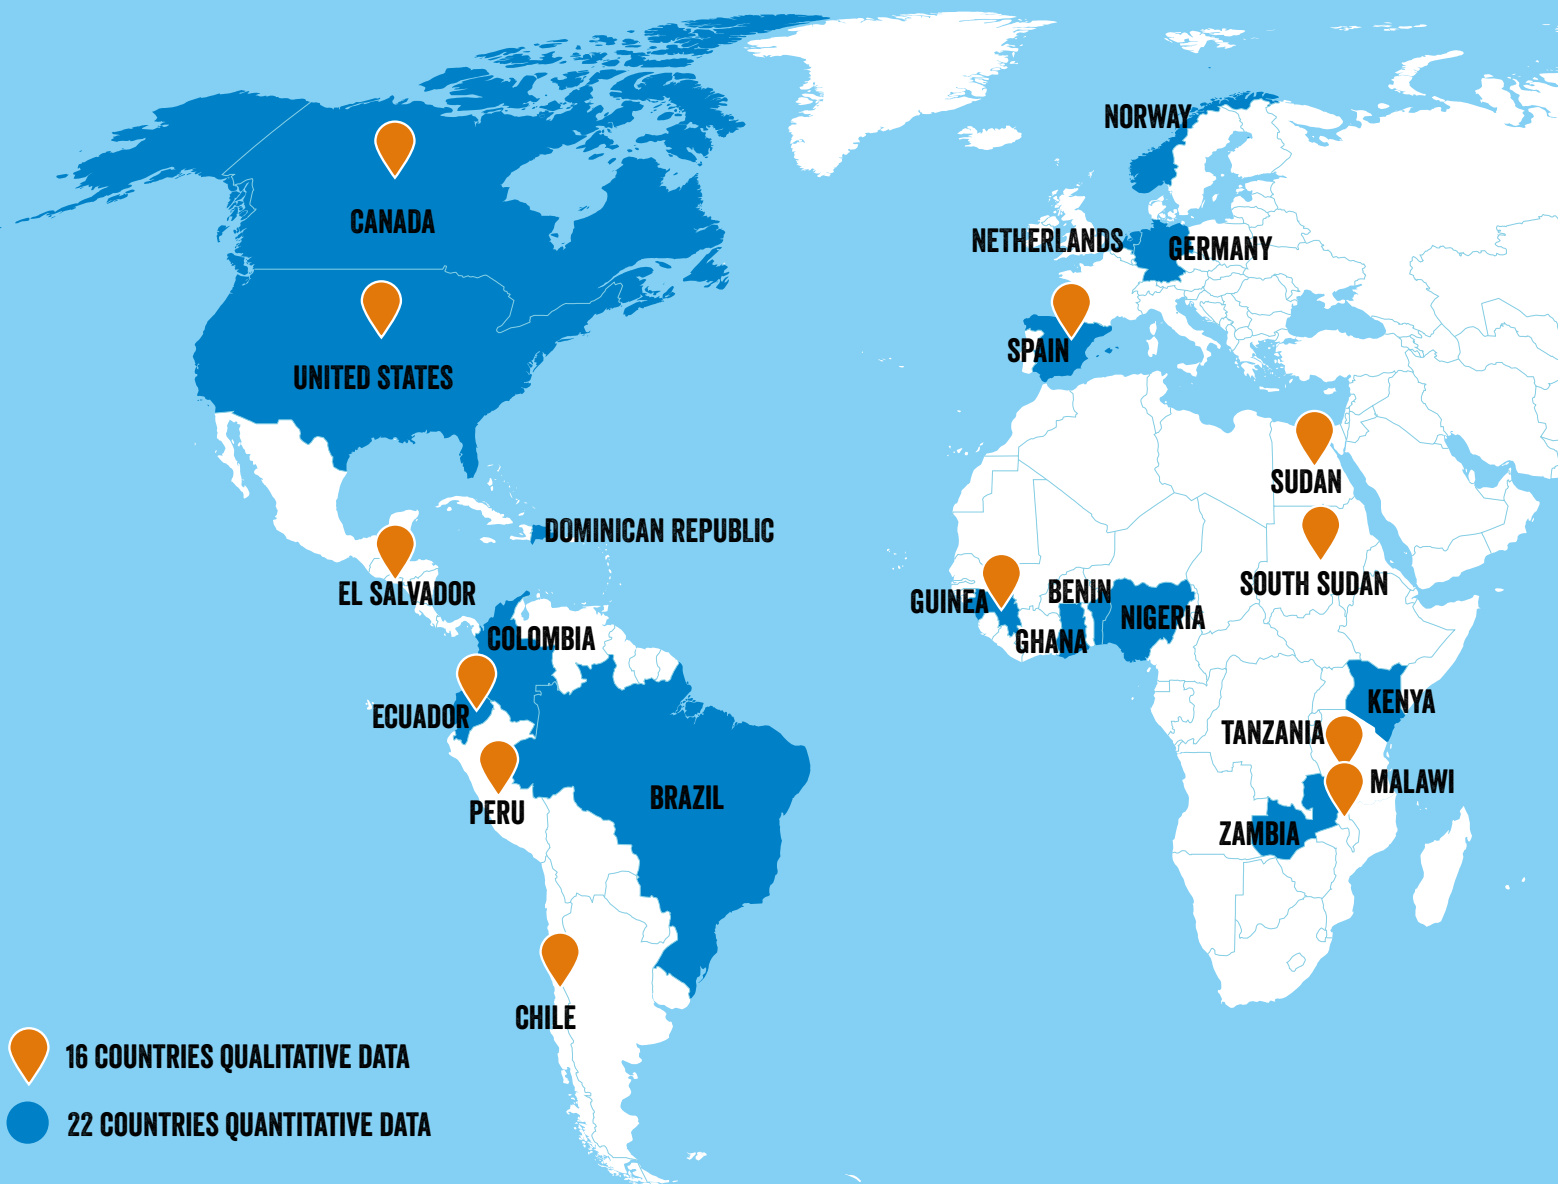 NORWAY
CANADA
NETHERLANDS
GERMANY
SPAIN
UNITED STATES
SUDAN
DOMINICAN REPUBLIC
SOUTH SUDAN
EL SALVADOR
BENIN
GUINEA
NIGERIA
COLOMBIA
GHANA
KENYA
ECUADOR
TANZANIA
MALAWI
BRAZIL
PERU
ZAMBIA
CHILE
16 COUNTRIES QUALITATIVE DATA
22 COUNTRIES QUANTITATIVE DATA